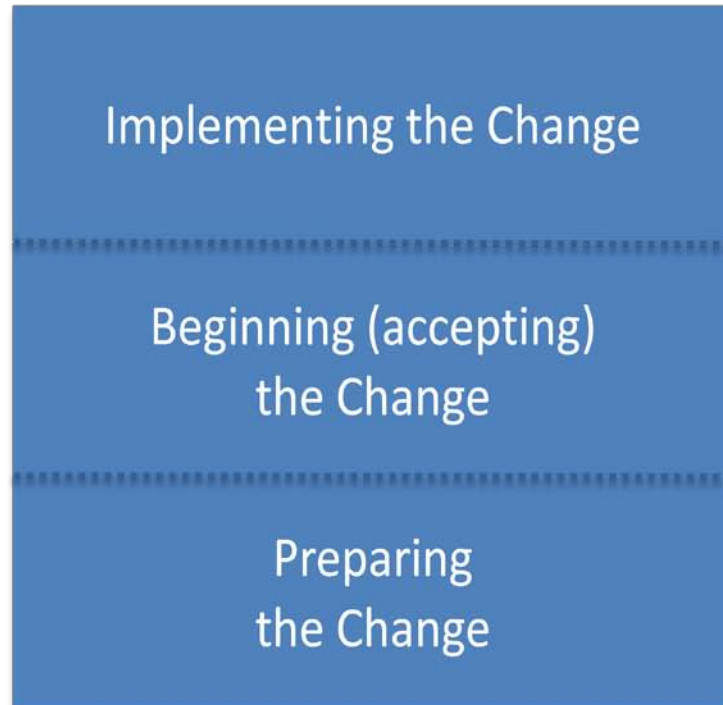 Implementing the Change
Beginning (accepting)
the Change
Preparing
the Change